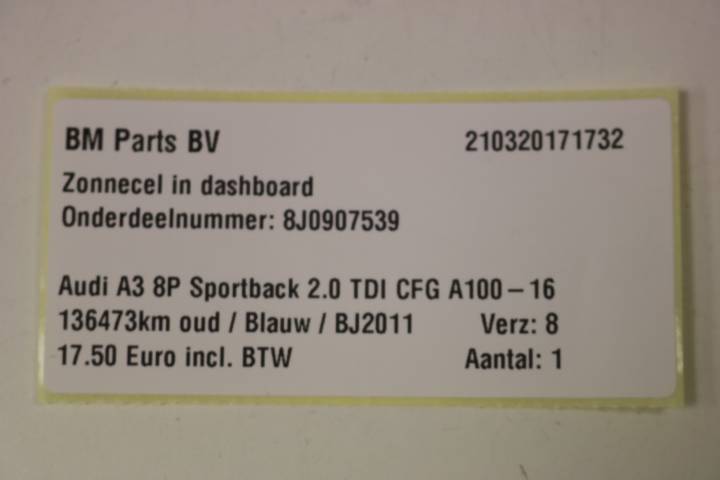 BM Parts BV 210320171732
Zonnecel in dashboard
Onderdeelnummer: 8J0907539
Audi A3 8P Sportback 2.0 TDI CFG A100-16
136473km oud / Blauw / BJ2011 Verz: 8
17.50 Euro incl. BTW Aantal: 1